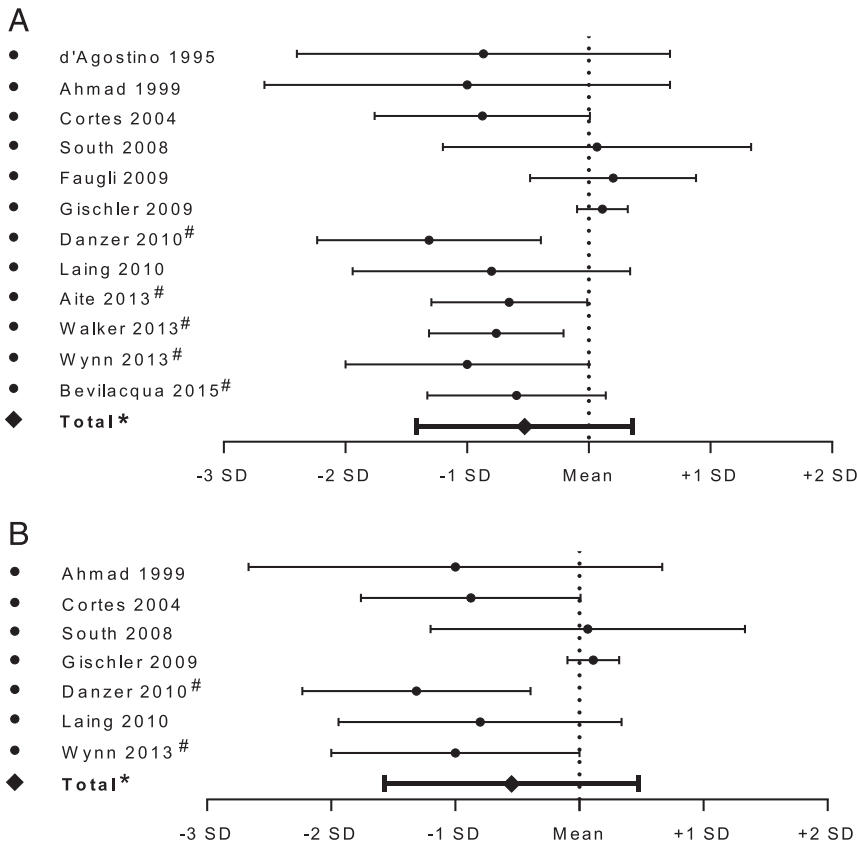 A
d'Agostino 1995
Ahmad 1999
Cortes 2004
South 2008
Faugli 2009
Gischler 2009
Danzer 2010#
Laing 2010
Aite 2013#
Walker 2013#
Wynn 2013#
Bevilacqua 2015#
Total*
-3 SD -2 SD -1 SD Mean +1 SD +2 SD
B
Ahmad 1999
Cortes 2004
South 2008
Gischler 2009
Danzer 2010#
Laing 2010
Wynn 2013#
Total*
-3 SD -2 SD -1 SD Mean +1 SD +2 SD